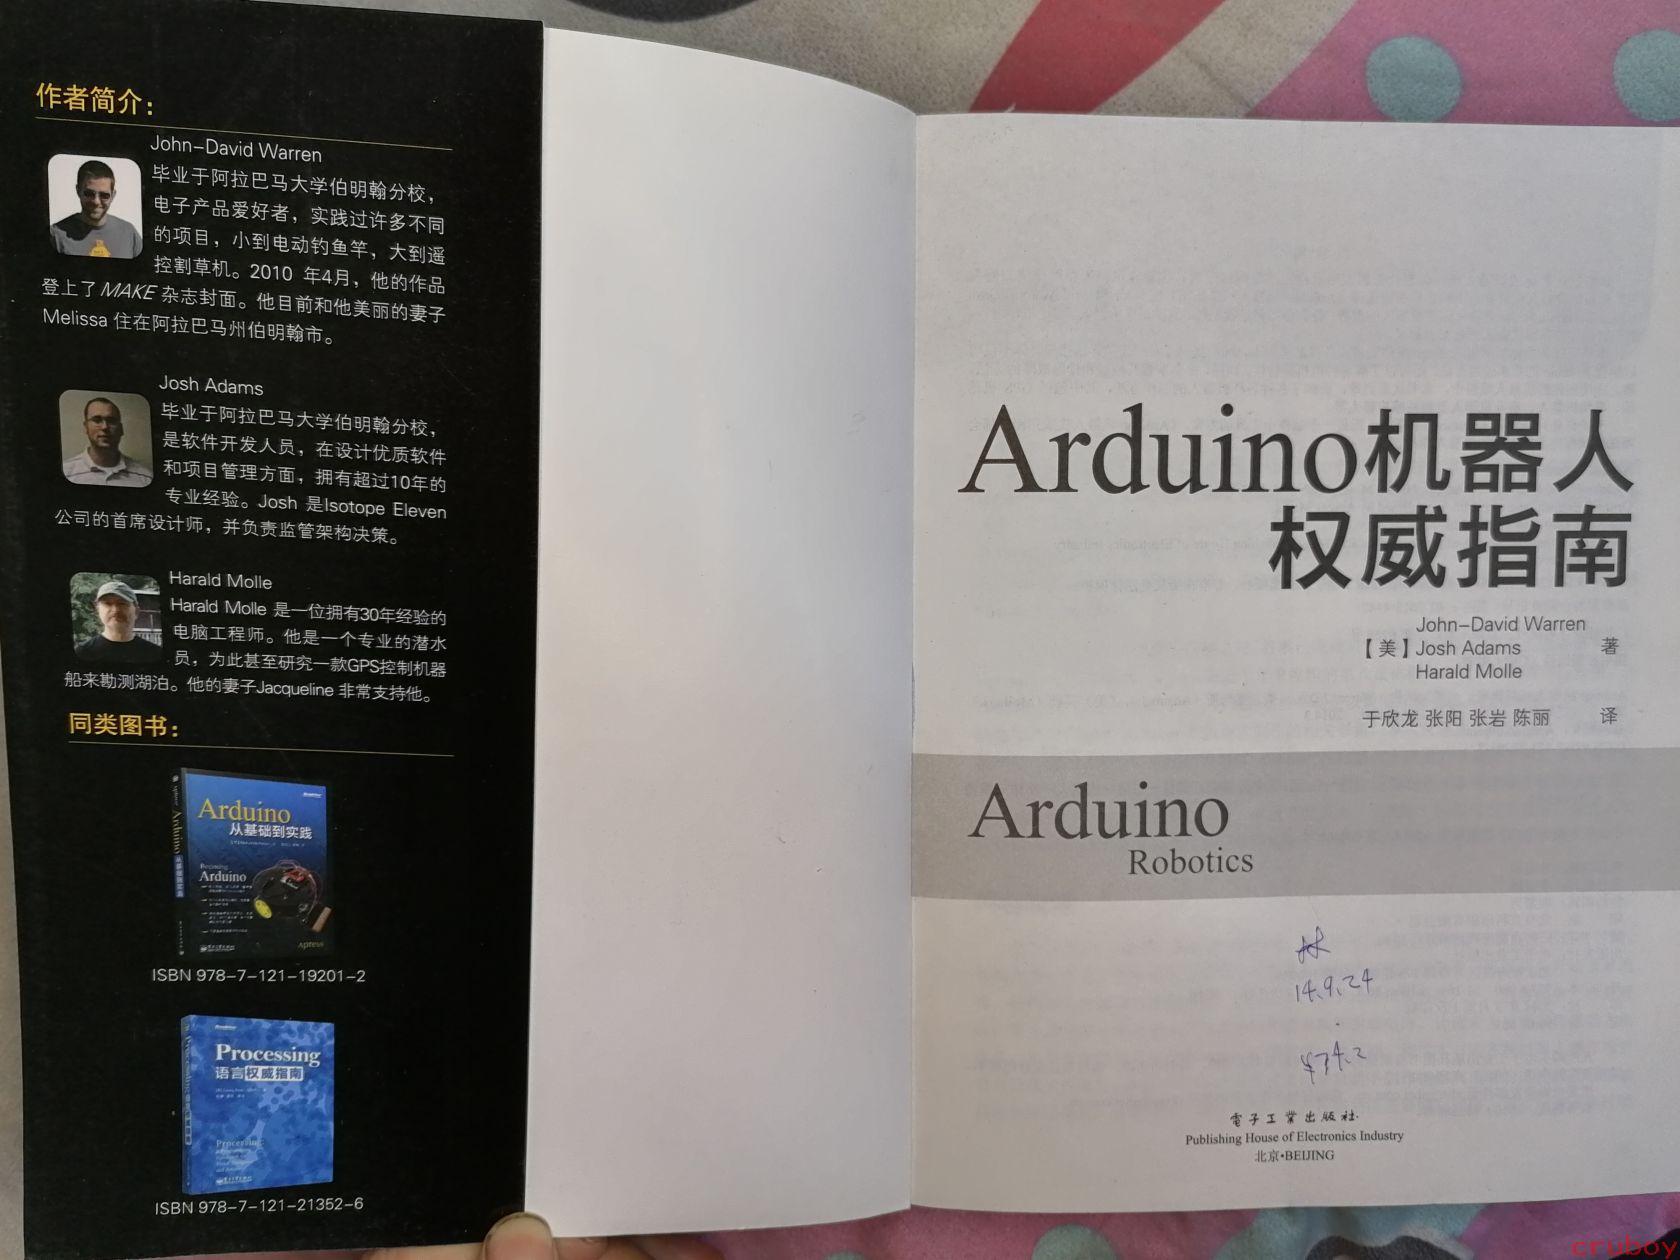 作者简介：
John-David Warren
毕业于阿拉巴马大学伯明翰分校，
电子产品爱好者，实践过许多不同
的项目，小到电动钓鱼竿，大到遥
控割草机。2010 年4月，他的作品
登上了 MAKE 杂志封面。他目前和他美丽的妻子
Melissa 住在阿拉巴马州伯明翰市。
Josh Adams
毕业于阿拉巴马大学伯明翰分校，
是软件开发人员，在设计优质软件
和项目管理方面，拥有超过10年的
专业经验。Josh 是Isotope Eleven
公司的首席设计师，并负责监管架构决策。
Harald Molle
Harald Molle 是一位拥有30年经验的
电脑工程师。他是一个专业的潜水
员，为此甚至研究一款GPS控制机器
船来勘测湖泊。他的妻子Jacqueline 非常支持他。
同类图书：
Arduino
从基础到实践
Beginning
Arduino
Apress
ISBN 978-7-121-19201-2
Processing
语言权威指南
Processing:
ISBN 978-7-121-21352-6
Arduino机器人
权威指南
John-David Warren
【美】Josh Adams 著
Harald Molle
于欣龙 张阳 张岩 陈丽 译
Arduino
Robotics
林
14.9.24
電子工業出版社
Publishing House of Electronics Industry
北京•BEIJING
cruboy